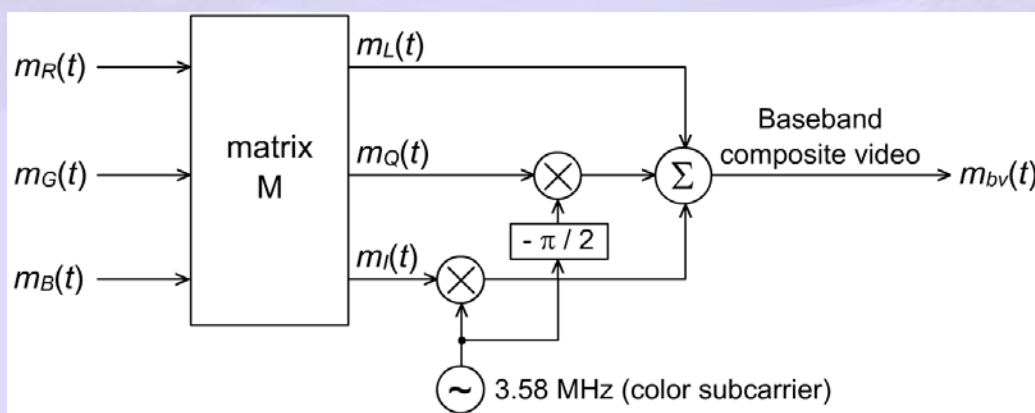 m_R(t)
m_G(t)
m_B(t)
matrix
M
m_L(t)
m_Q(t)
m_I(t)
- π / 2
Σ
~ 3.58 MHz (color subcarrier)
Baseband
composite video
m_bv(t)